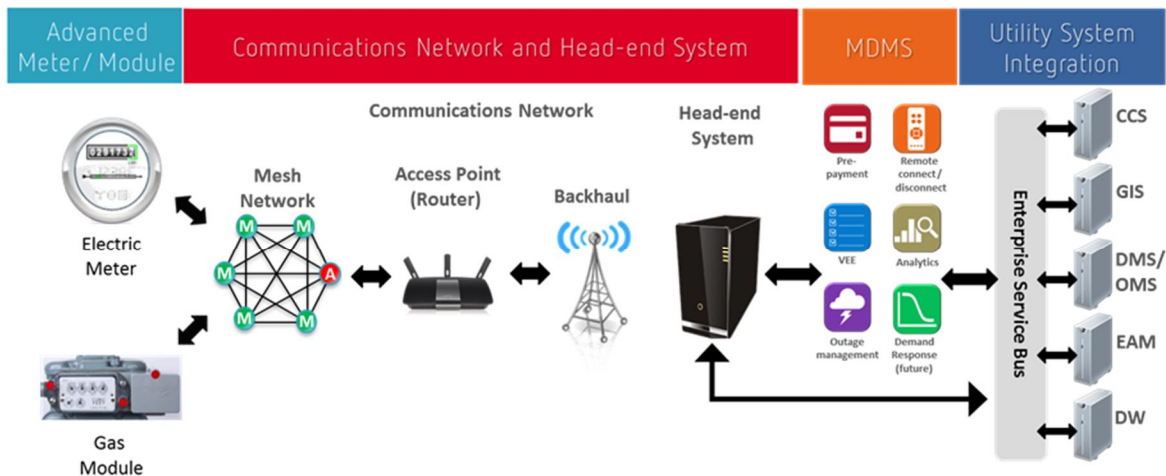 Advanced
Meter/ Module
Communications Network and Head-end System
MDMS
Utility System
Integration
Communications Network
Electric
Meter
Gas
Module
Mesh
Network
M
M
M
A
M
M
Access Point
(Router)
Backhaul
Head-end
System
Pre-
payment
Remote
connect/
disconnect
VEE
Analytics
Outage
management
Demand
Response
(future)
Enterprise Service Bus
CCS
GIS
DMS/
OMS
EAM
DW